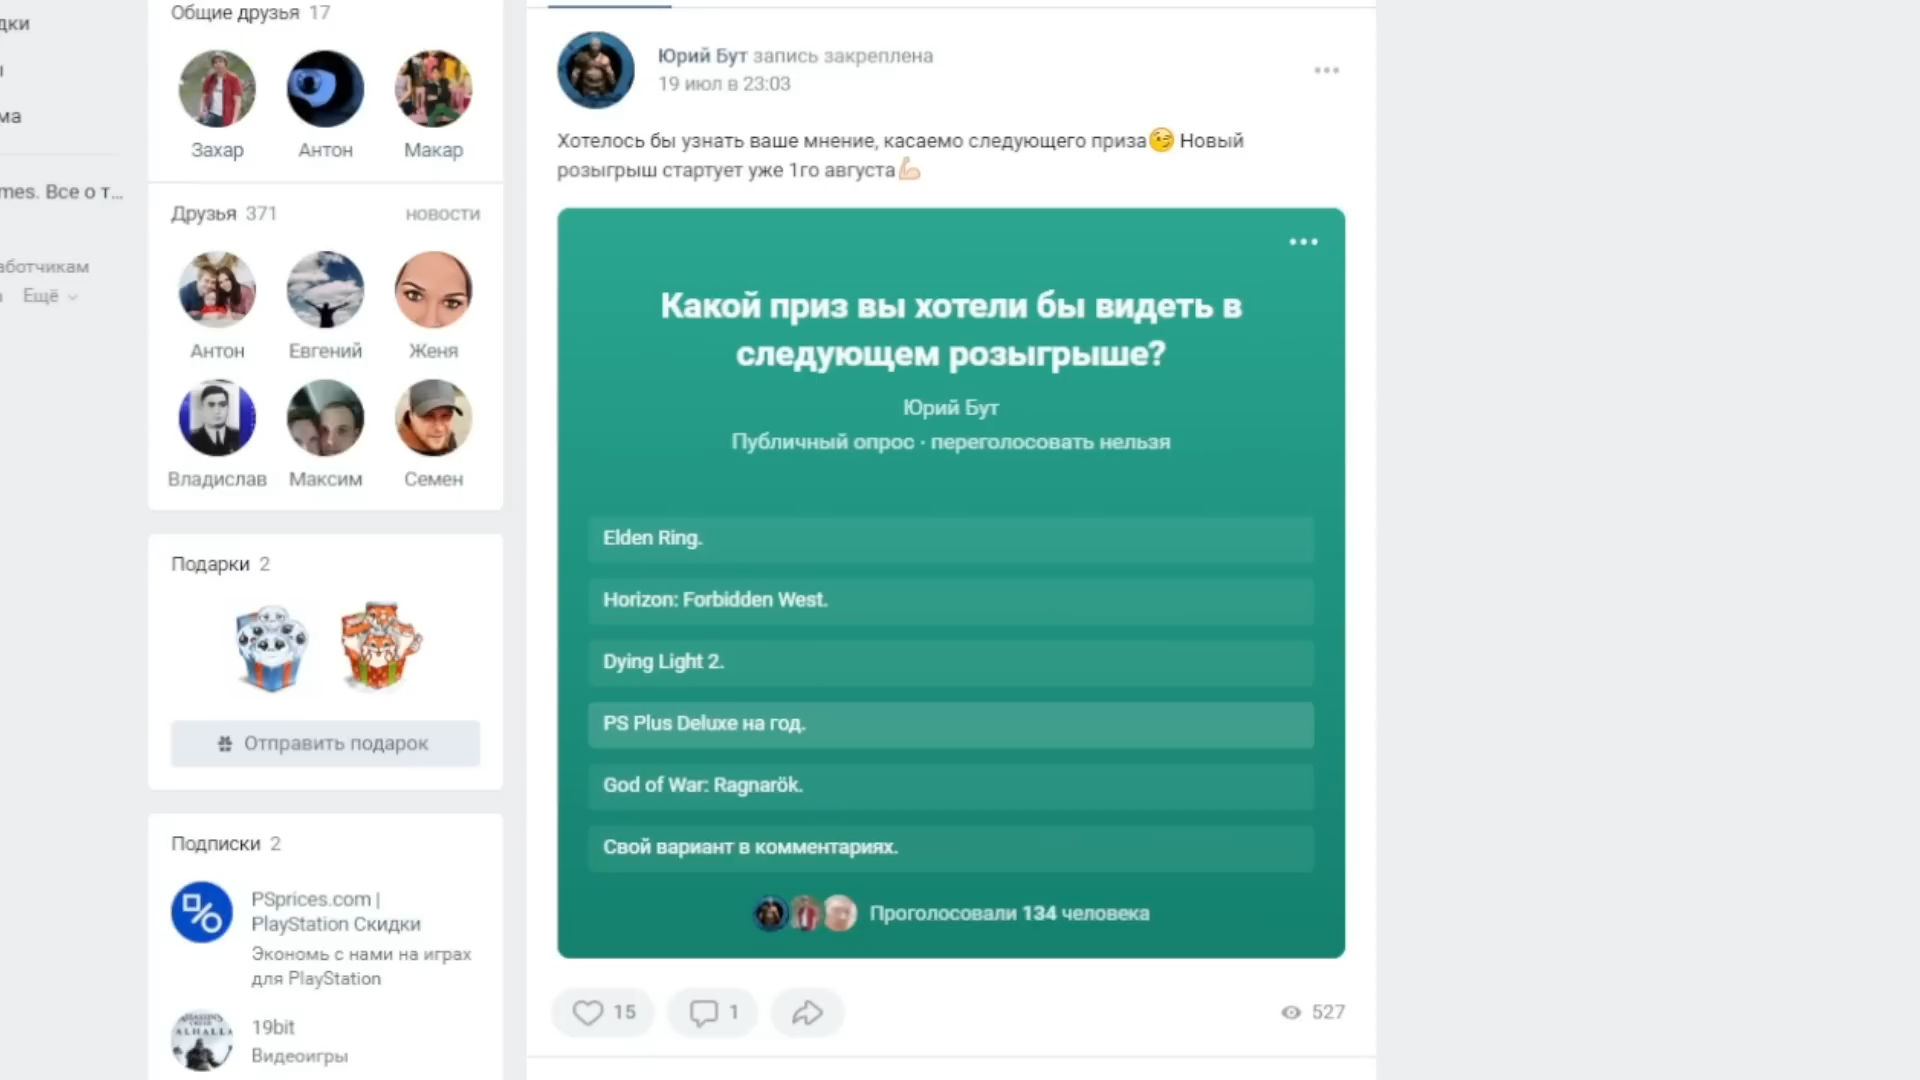 дки
ма
mes. Все о т...
аботчикам
Ещё
Общие друзья 17
Захар
Антон
Макар
Друзья 371
новости
Антон
Евгений
Женя
Владислав
Максим
Семен
Подарки 2
Отправить подарок
Подписки 2
PSprices.com |
PlayStation Скидки
Экономь с нами на играх
для PlayStation
19bit
Видеоигры
Юрий Бут запись закреплена
19 июл в 23:03
Хотелось бы узнать ваше мнение, касаемо следующего приза😏 Новый
розыгрыш стартует уже 1го августа💪🏻
Какой приз вы хотели бы видеть в
следующем розыгрыше?
Юрий Бут
Публичный опрос · переголосовать нельзя
Elden Ring.
Horizon: Forbidden West.
Dying Light 2.
PS Plus Deluxe на год.
God of War: Ragnarök.
Свой вариант в комментариях.
Проголосовали 134 человека
15
1
527